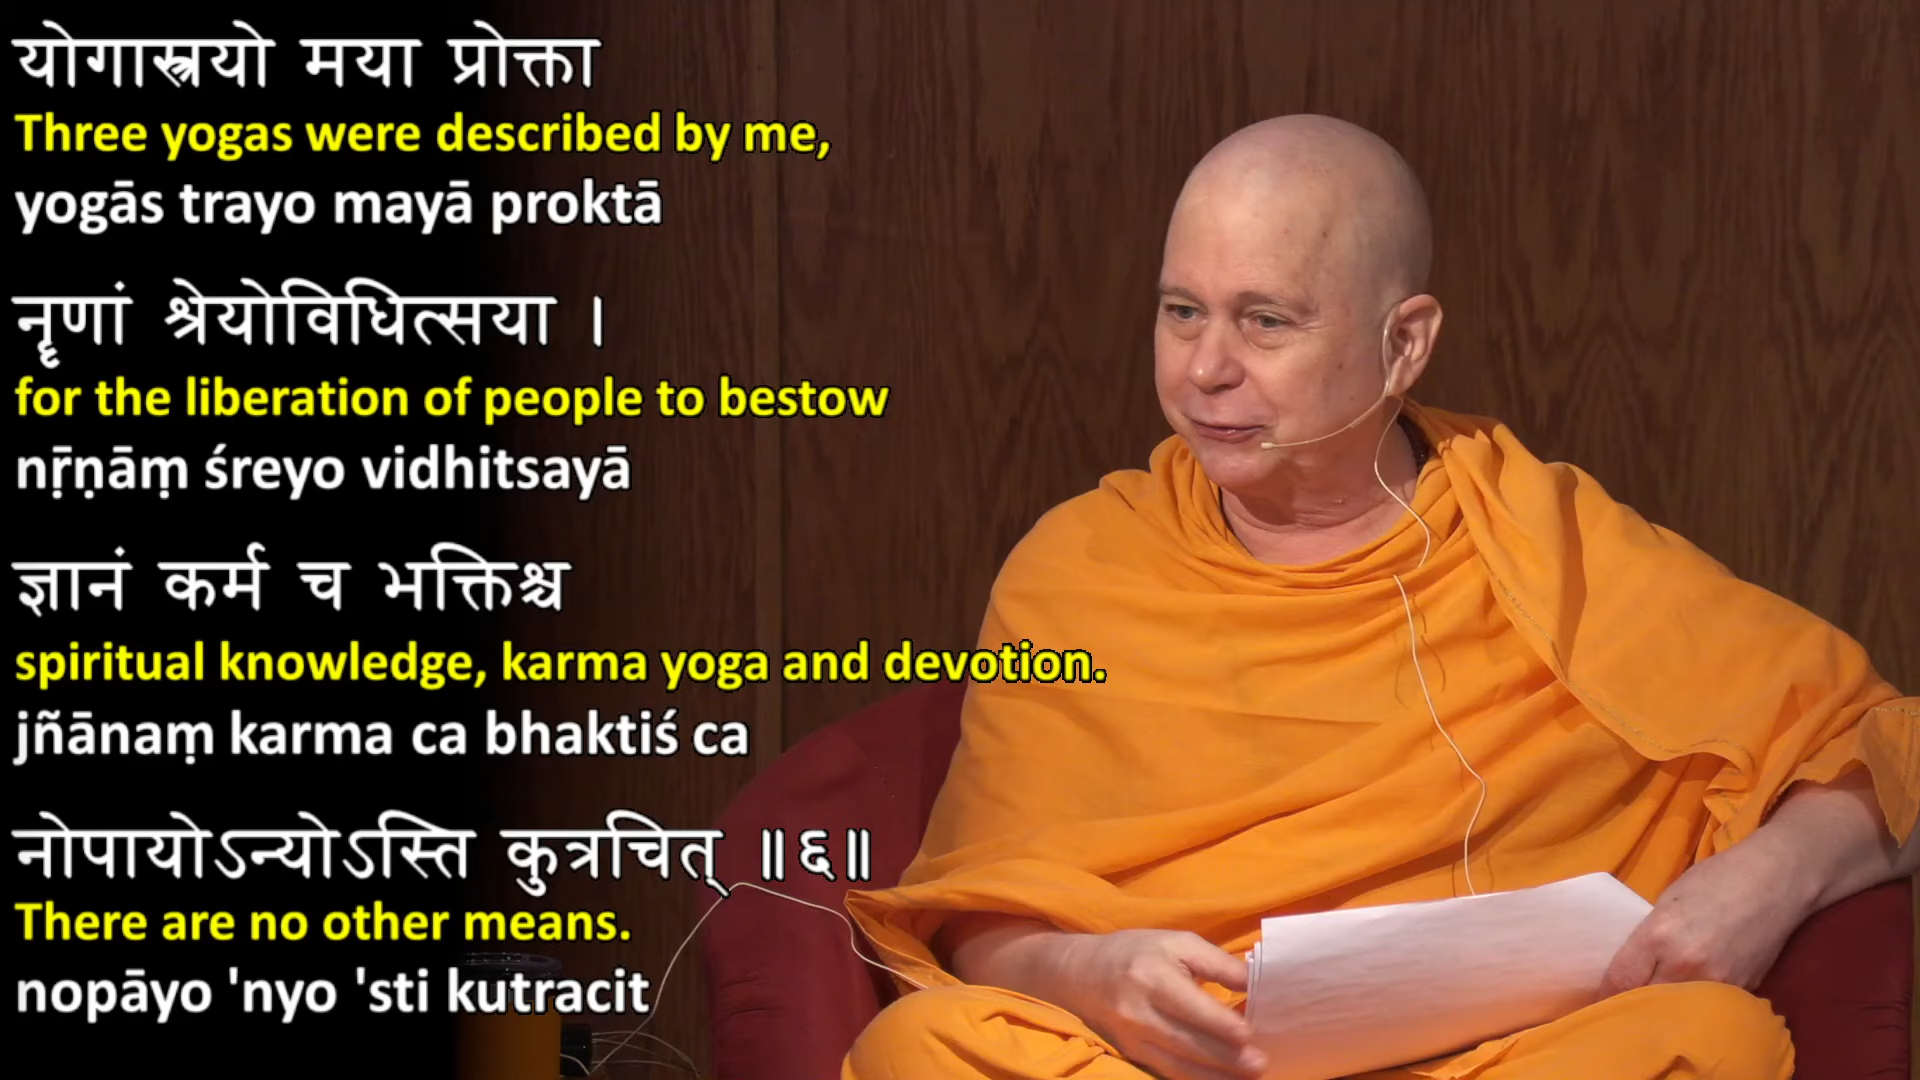 योगास्त्रयो मया प्रोक्ता
Three yogas were described by me,
yogās trayo mayā proktā
नॄणां श्रेयोविधित्सया ।
for the liberation of people to bestow
nṝṇāṃ śreyo vidhitsayā
ज्ञानं कर्म च भक्तिश्च
spiritual knowledge, karma yoga and devotion.
jñānaṃ karma ca bhaktiś ca
नोपायोऽन्योऽस्ति कुत्रचित् ॥६॥
There are no other means.
nopāyo 'nyo 'sti kutracit